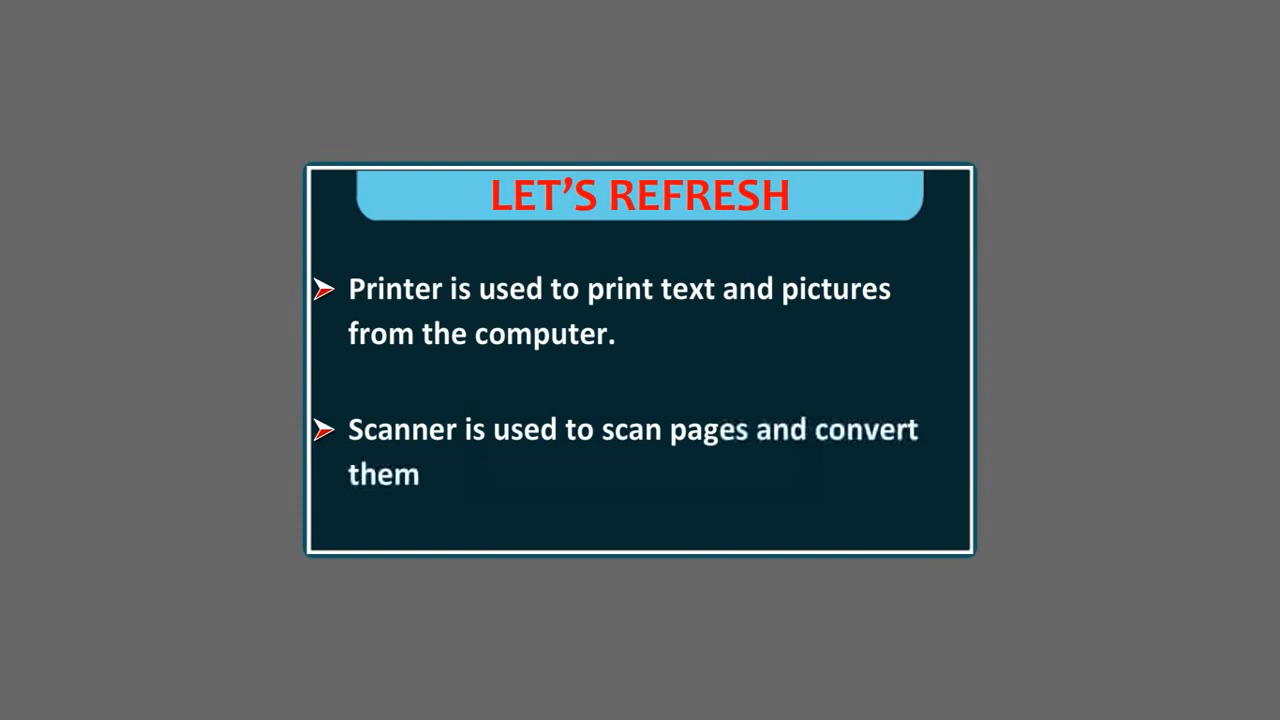 LET’S REFRESH
Printer is used to print text and pictures
from the computer.
Scanner is used to scan pages and convert
them